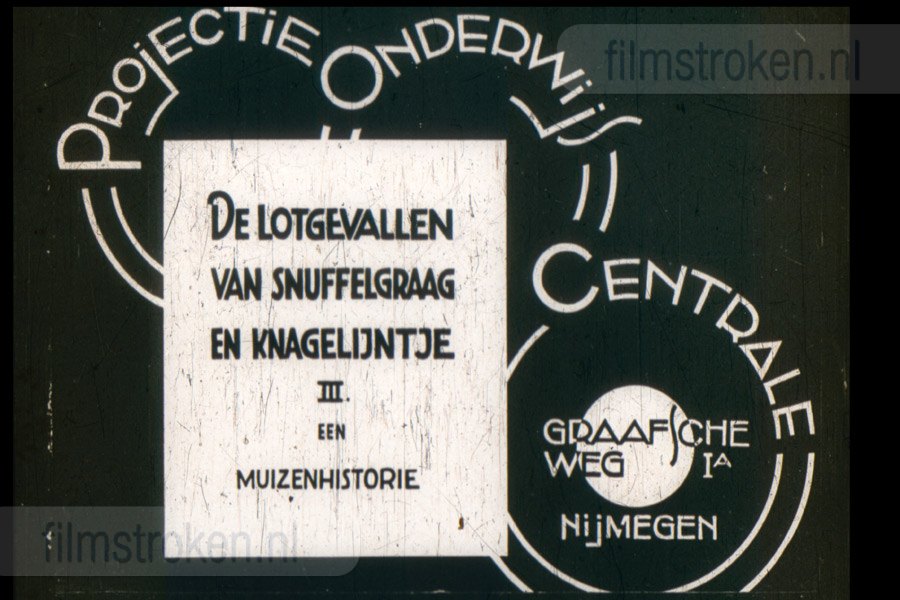 PROJECTIE ONDERWIJS
CENTRALE
filmstroken.nl
DE LOTGEVALLEN
VAN SNUFFELGRAAG
EN KNAGELIJNTJE
III.
EEN
MUIZENHISTORIE
GRAAFSCHE
WEG IA
NIJMEGEN
filmstroken.nl